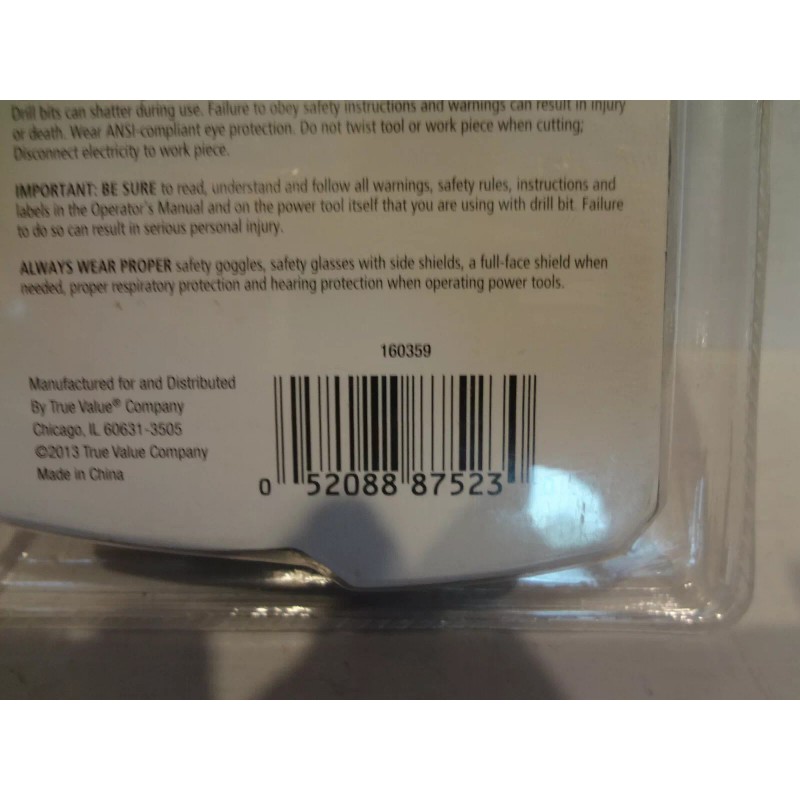 Drill bits can shatter during use. Failure to obey safety instructions and warnings can result in injury
or death. Wear ANSI-compliant eye protection. Do not twist tool or work piece when cutting;
Disconnect electricity to work piece.
IMPORTANT: BE SURE to read, understand and follow all warnings, safety rules, instructions and
labels in the Operator's Manual and on the power tool itself that you are using with drill bit. Failure
to do so can result in serious personal injury.
ALWAYS WEAR PROPER safety goggles, safety glasses with side shields, a full-face shield when
needed, proper respiratory protection and hearing protection when operating power tools.
160359
Manufactured for and Distributed
By True Value® Company
Chicago, IL 60631-3505
©2013 True Value Company
Made in China
0 52088 87523